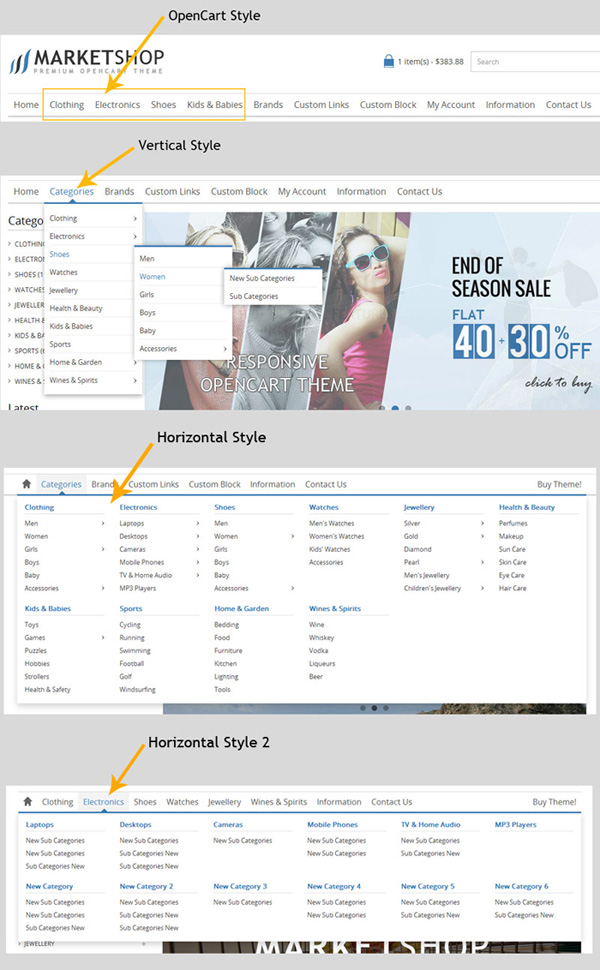 OpenCart Style
MARKETSHOP
PREMIUM OPENCART THEME
1 item(s) - $383.88
Search
Home Clothing Electronics Shoes Kids & Babies Brands Custom Links Custom Block My Account Information Contact Us
Vertical Style
Home Categories Brands Custom Links Custom Block My Account Information Contact Us
Catego
CLOTHING
ELECTRON
SHOES (1
WATCHES
JEWELLER
HEALTH &
KIDS & BA
SPORTS (6
HOME & G
WINES & S
Latest
Clothing
Electronics
Shoes
Watches
Jewellery
Health & Beauty
Kids & Babies
Sports
Home & Garden
Wines & Spirits
Men
Women
Girls
Boys
Baby
Accessories
New Sub Categories
Sub Categories
RESPONSIVE
OPENCART THEME
END OF
SEASON SALE
FLAT
40 + 30 % OFF
click to buy
Horizontal Style
Categories Brands Custom Links Custom Block Information Contact Us Buy Theme!
Clothing Electronics Shoes Watches Jewellery Health & Beauty
Men Laptops Men Men's Watches Silver Perfumes
Women Desktops Women Women's Watches Gold Makeup
Girls Cameras Girls Kids' Watches Diamond Sun Care
Boys Mobile Phones Boys Accessories Pearl Skin Care
Baby TV & Home Audio Baby Men's Jewellery Eye Care
Accessories MP3 Players Accessories Children's Jewellery Hair Care
Kids & Babies Sports Home & Garden Wines & Spirits
Toys Cycling Bedding Wine
Games Running Food Whiskey
Puzzles Swimming Furniture Vodka
Hobbies Football Kitchen Liqueurs
Strollers Golf Lighting Beer
Health & Safety Windsurfing Tools
Horizontal Style 2
Clothing Electronics Shoes Watches Jewellery Wines & Spirits Information Contact Us Buy Theme!
Laptops Desktops Cameras Mobile Phones TV & Home Audio MP3 Players
New Sub Categories New Sub Categories New Sub Categories New Sub Categories
New Sub Categories Sub Categories New New Sub Categories Sub Categories New
Sub Categories New Sub Categories New
New Category New Category 2 New Category 3 New Category 4 New Category 5 New Category 6
New Sub Categories New Sub Categories New Sub Categories New Sub Categories New Sub Categories New Sub Categories
New Sub Categories Sub Categories New New Sub Categories Sub Categories New Sub Categories New
Sub Categories New Sub Categories New
JEWELLERY
MARKETSHOP